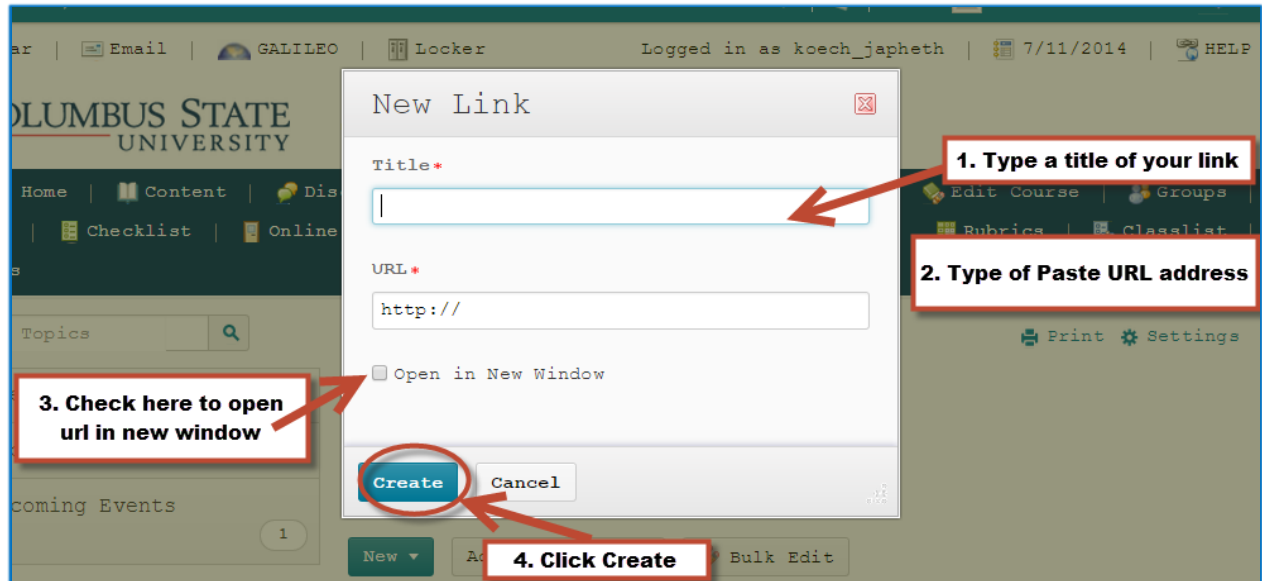 ar | Email | GALILEO | Locker Logged in as koech_japheth | 7/11/2014 | HELP
OLUMBUS STATE
UNIVERSITY
New Link
Title*
1. Type a title of your link
Home | Content | Dis
Edit Course | Groups |
| Checklist | Online
Rubrics | Classlist |
s
2. Type of Paste URL address
URL *
http://
Topics
Print Settings
Open in New Window
3. Check here to open
url in new window
Create Cancel
coming Events
1
New
4. Click Create
Bulk Edit